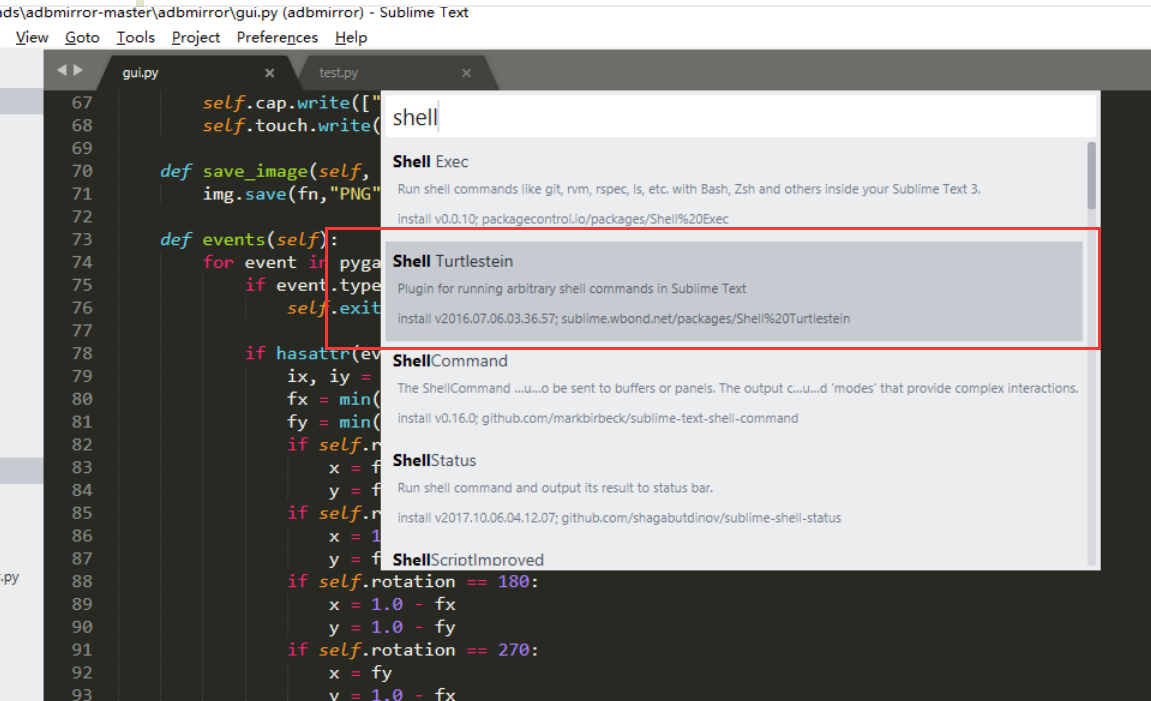 ds\adbmirror-master\adbmirror\gui.py (adbmirror) - Sublime Text
View Goto Tools Project Preferences Help
gui.py × test.py ×
shell
67 self.cap.write(["
68 self.touch.write(
69
70 def save_image(self,
71 img.save(fn,"PNG"
72
73 def events(self):
74 for event in pyga
75 if event.type
76 self.exit
77
78 if hasattr(ev
79 ix, iy =
80 fx = min(
81 fy = min(
82 if self.r
83 x = f
84 y = f
85 if self.r
86 x = 1
87 y = f
88 if self.rotation == 180:
89 x = 1.0 - fx
90 y = 1.0 - fy
91 if self.rotation == 270:
92 x = fy
93 y = 1.0 - fx
Shell Exec
Run shell commands like git, rvm, rspec, ls, etc. with Bash, Zsh and others inside your Sublime Text 3.
install v0.0.10; packagecontrol.io/packages/Shell%20Exec
Shell Turtlestein
Plugin for running arbitrary shell commands in Sublime Text
install v2016.07.06.03.36.57; sublime.wbond.net/packages/Shell%20Turtlestein
ShellCommand
The ShellCommand ...u...o be sent to buffers or panels. The output c...u...d 'modes' that provide complex interactions.
install v0.16.0; github.com/markbirbeck/sublime-text-shell-command
ShellStatus
Run shell command and output its result to status bar.
install v2017.10.06.04.12.07; github.com/shagabutdinov/sublime-shell-status
ShellScriptImproved
.py